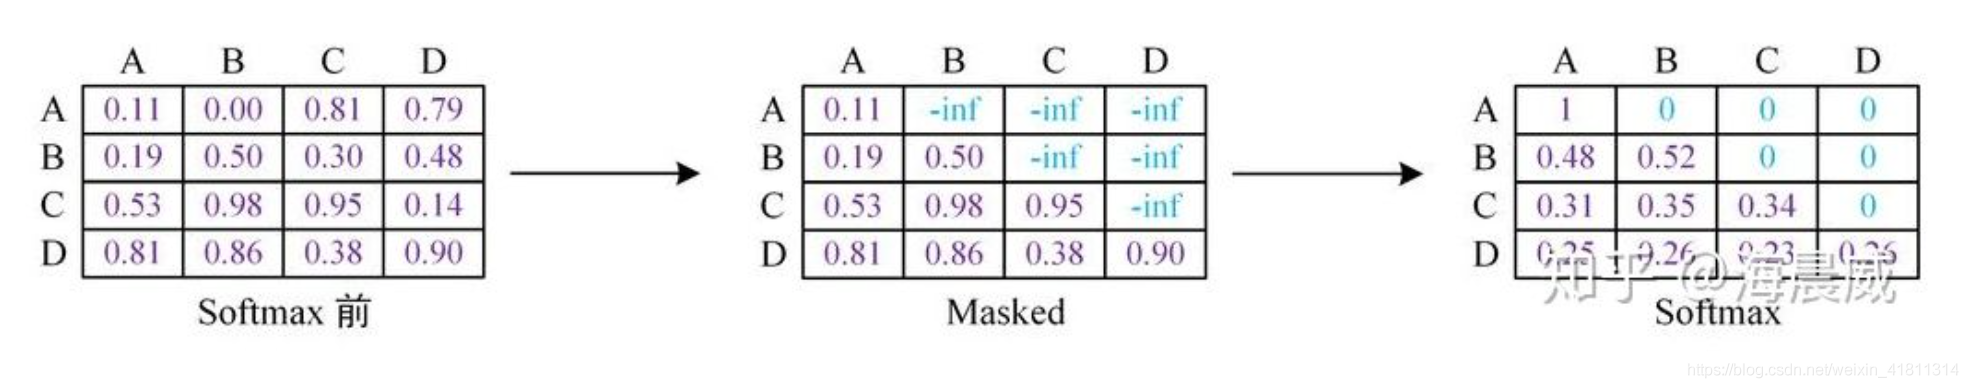 A B C D A B C D A B C D
A 0.11 0.00 0.81 0.79 A 0.11 -inf -inf -inf A 1 0 0 0
B 0.19 0.50 0.30 0.48 B 0.19 0.50 -inf -inf B 0.48 0.52 0 0
C 0.53 0.98 0.95 0.14 C 0.53 0.98 0.95 -inf C 0.31 0.35 0.34 0
D 0.81 0.86 0.38 0.90 D 0.81 0.86 0.38 0.90 D 0.25 0.26 0.23 0.26
知乎 @海晨威
Softmax 前 Masked Softmax
https://blog.csdn.net/weixin_41811314